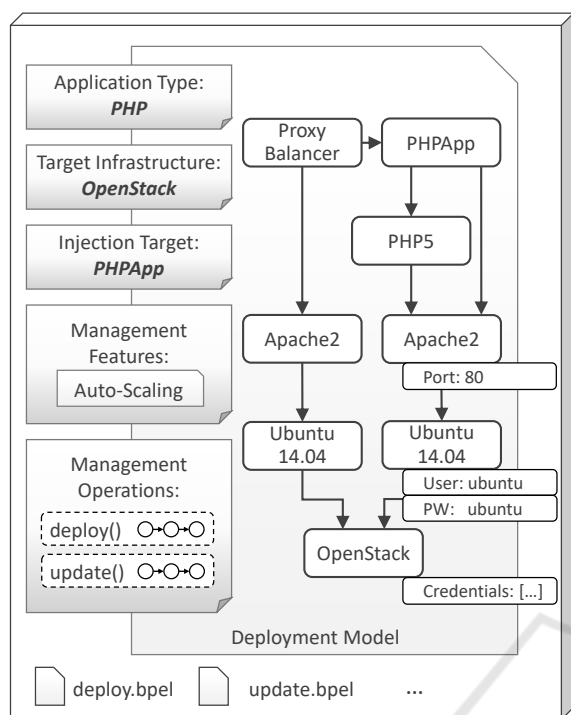 Application Type:
PHP
Target Infrastructure:
OpenStack
Injection Target:
PHPApp
Management
Features:
Auto-Scaling
Management
Operations:
deploy()
update()
Proxy
Balancer
PHPApp
PHP5
Apache2
Apache2
Port: 80
Ubuntu
14.04
Ubuntu
14.04
User: ubuntu
PW: ubuntu
OpenStack
Credentials: [...]
Deployment Model
deploy.bpel
update.bpel
...